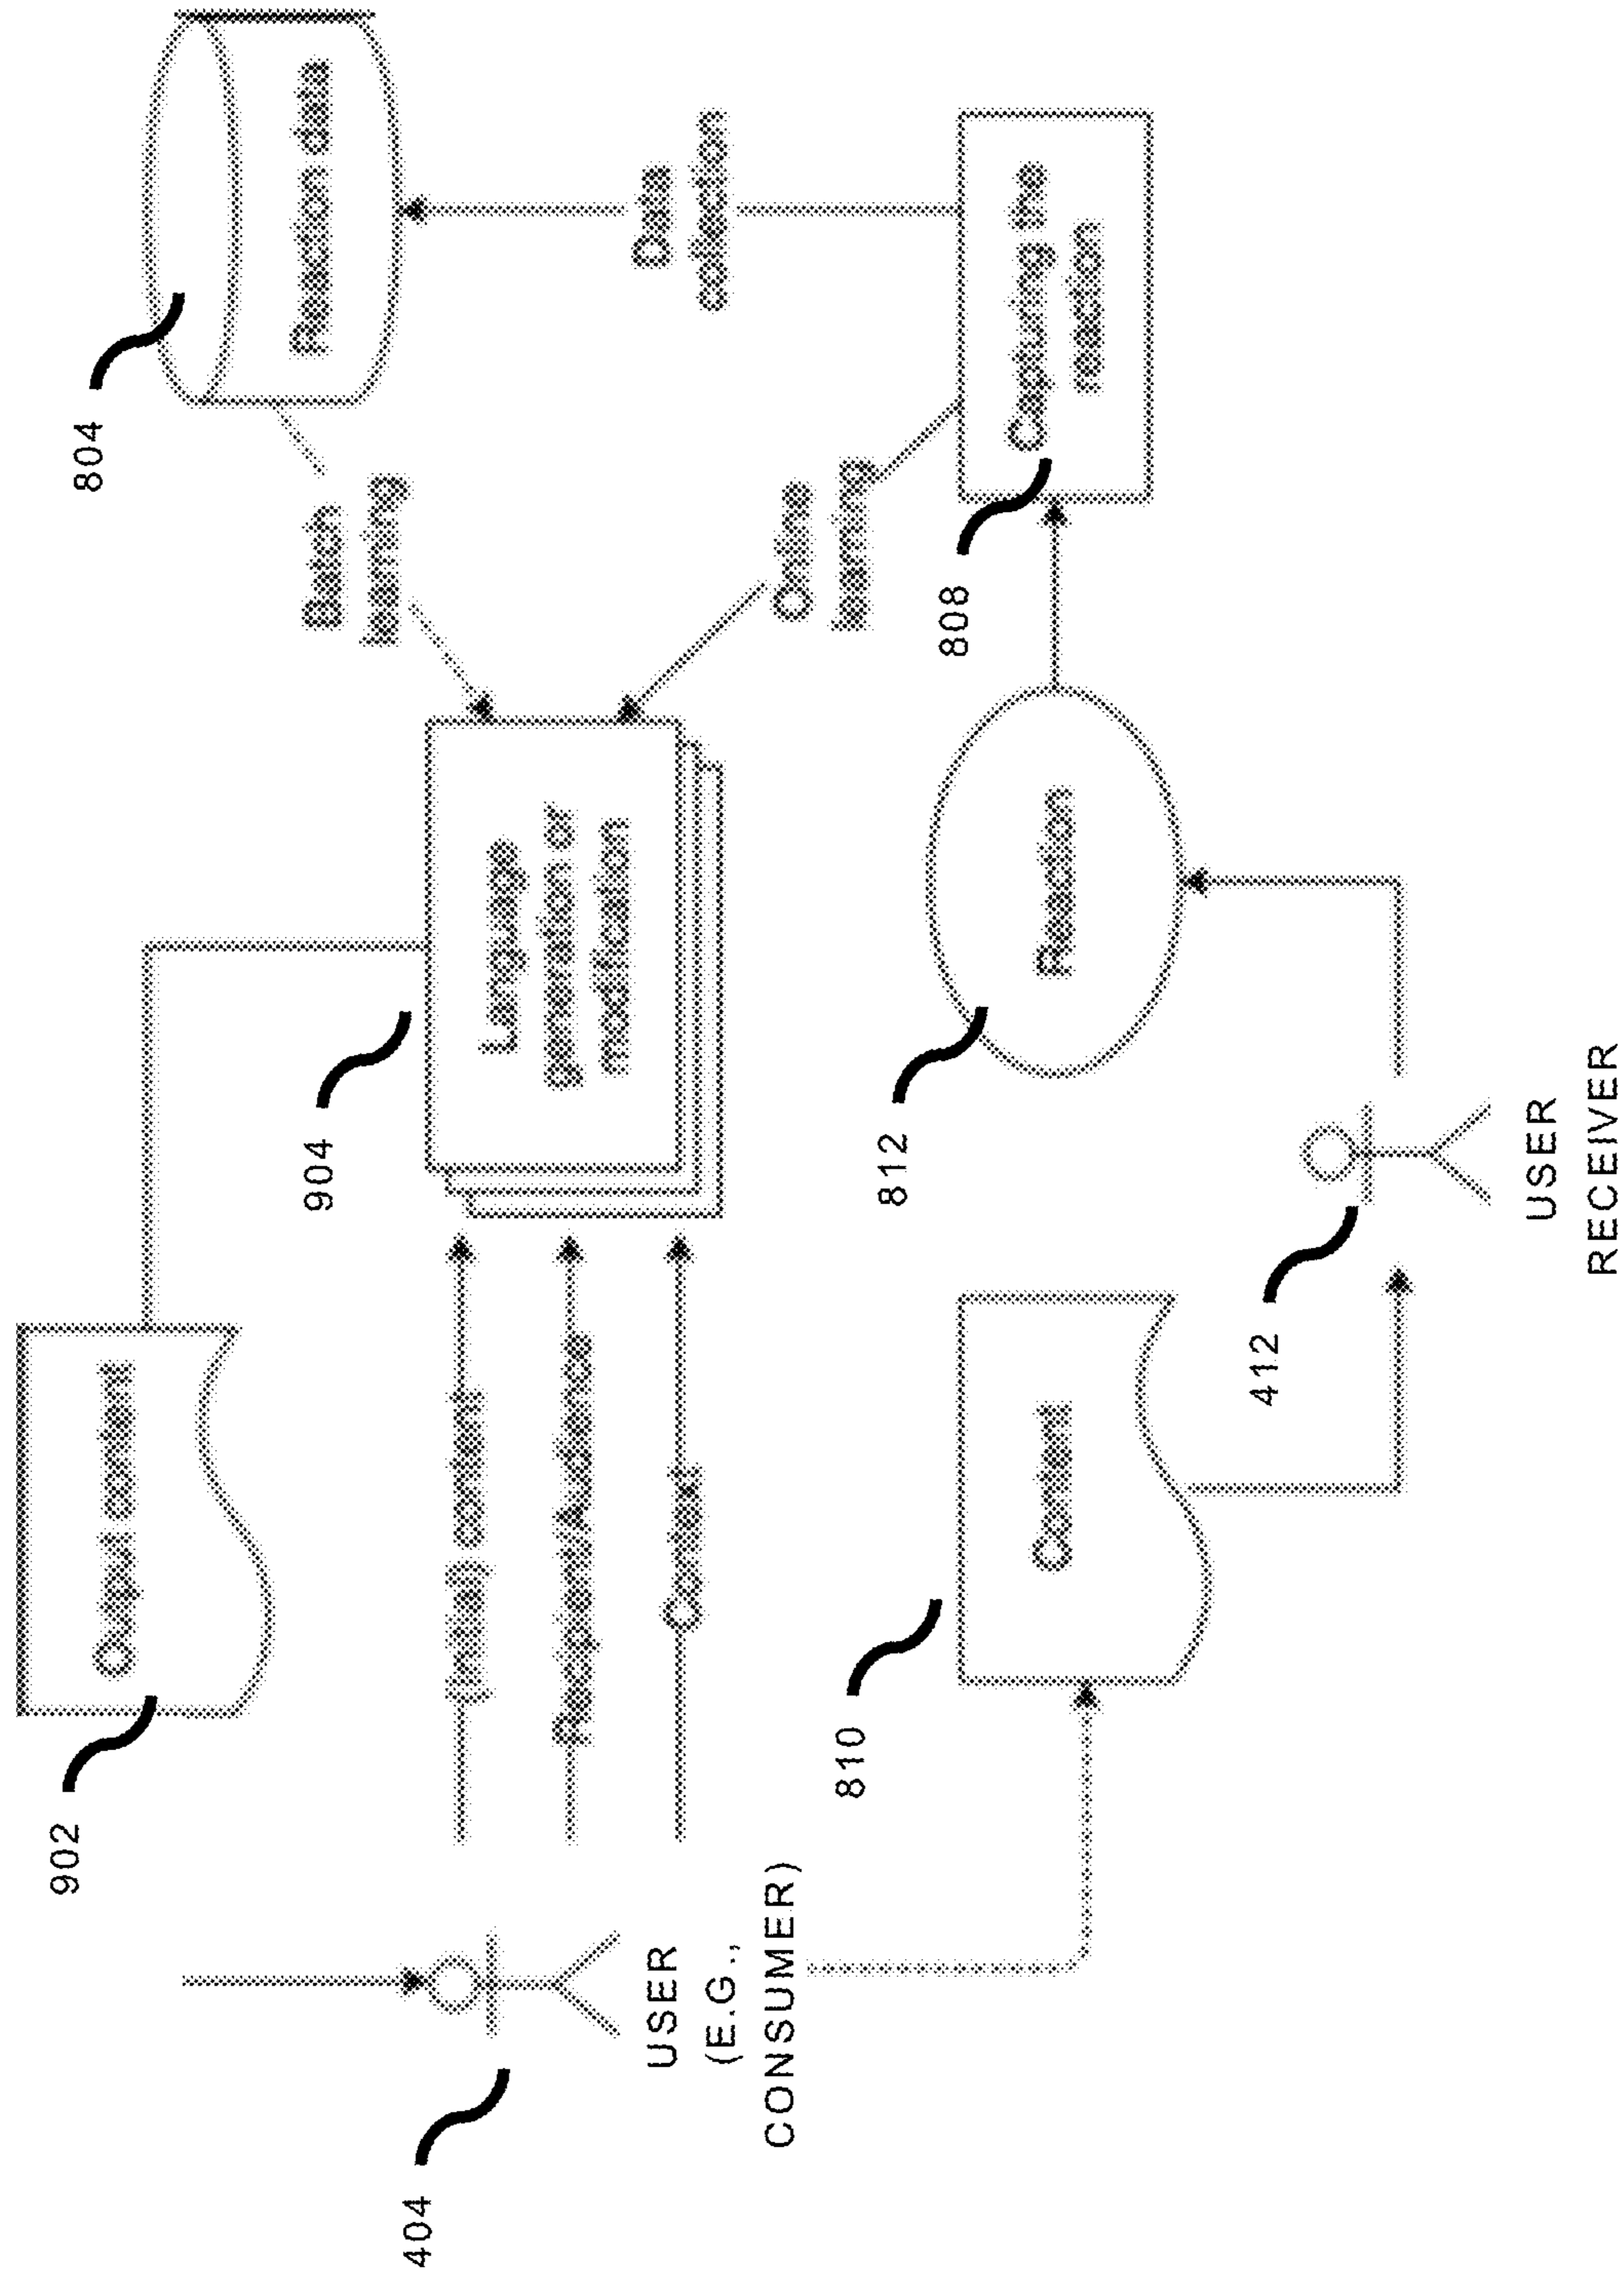 902
Output content
804
Reaction data
904
Language
generation or
modification
Batch
learning
(Initial) content
Recipient/Audience
Context
Online
learning
Data
collection
404
USER
(E.G.,
CONSUMER)
810
Content
812
Reaction
808
Capturing the
reaction
412
USER
RECEIVER